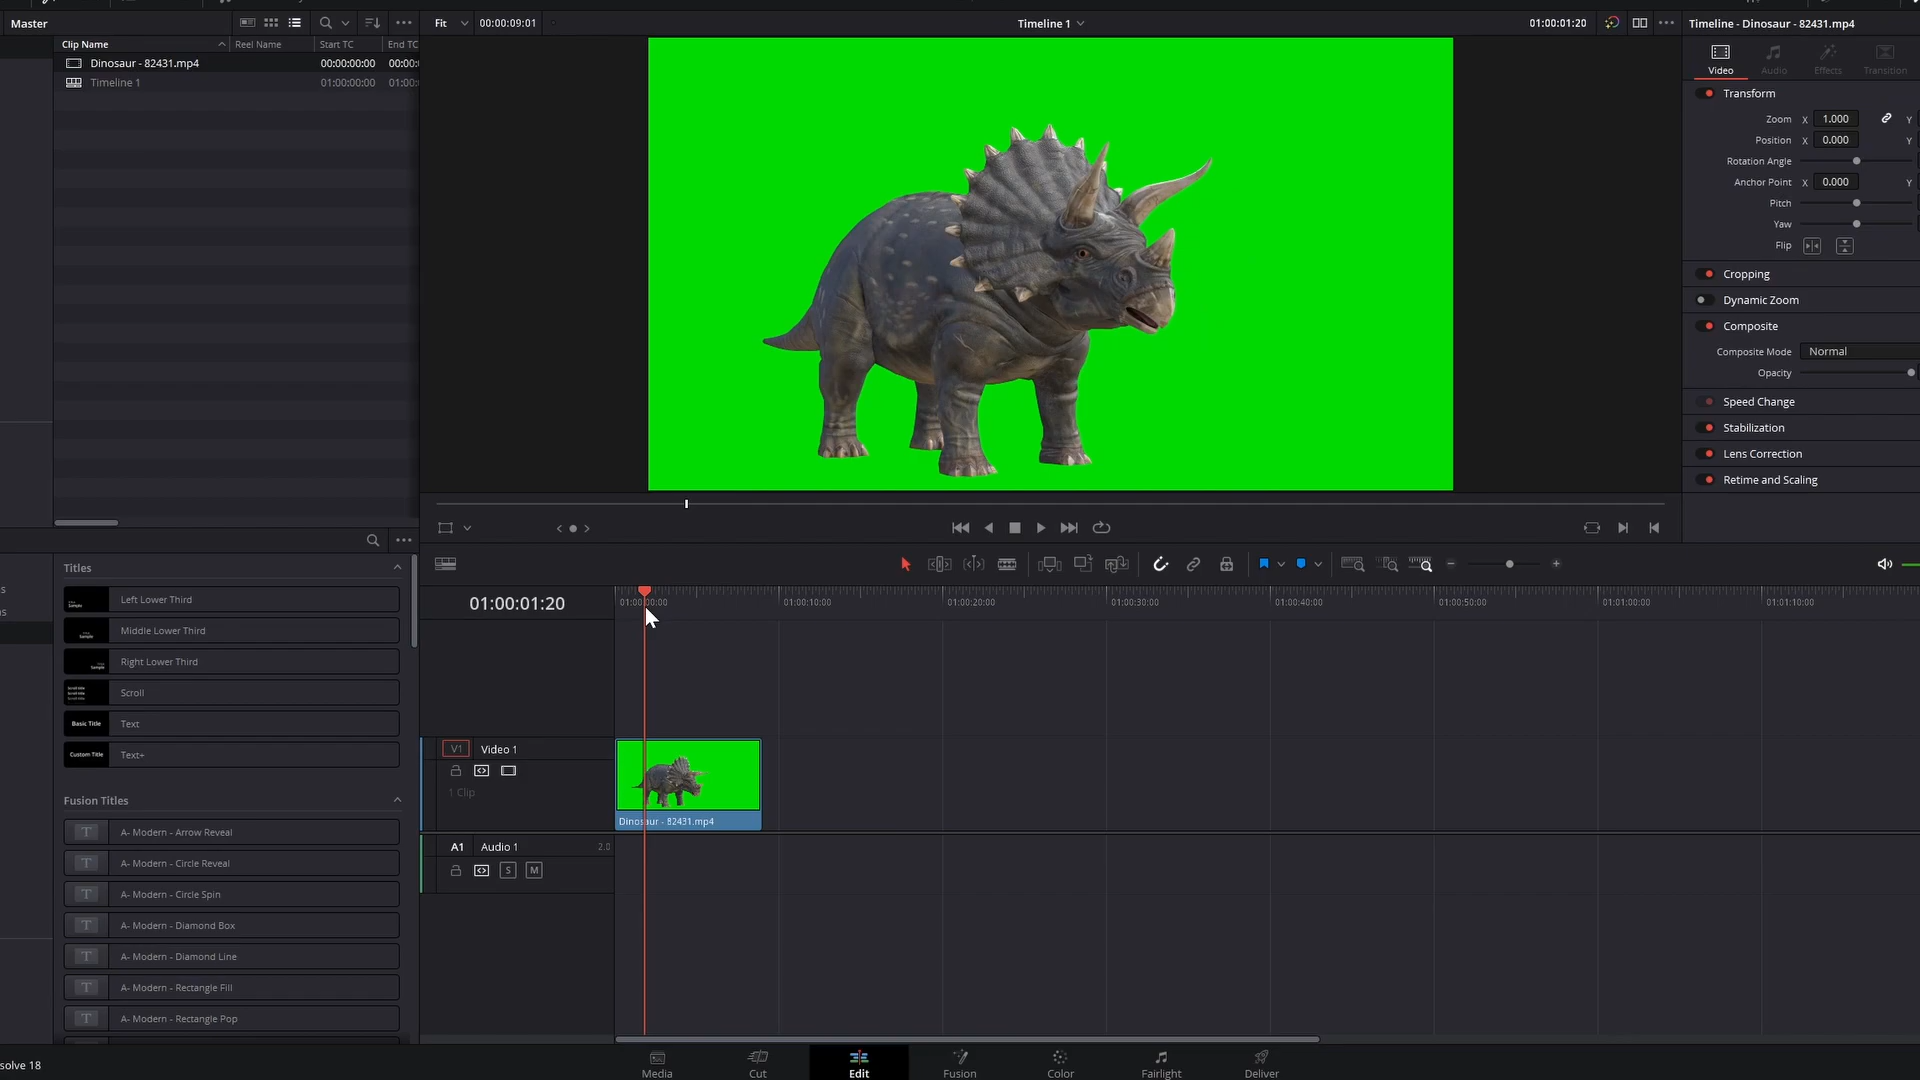 Master
Fit 00:00:09:01 Timeline 1 01:00:01:20
Timeline - Dinosaur - 82431.mp4
Clip Name Reel Name Start TC End TC
Dinosaur - 82431.mp4 00:00:00:00 00:00:
Timeline 1 01:00:00:00 01:00:
Video Audio Effects Transition
Transform
Zoom X 1.000 Y
Position X 0.000 Y
Rotation Angle
Anchor Point X 0.000 Y
Pitch
Yaw
Flip
Cropping
Dynamic Zoom
Composite
Composite Mode Normal
Opacity
Speed Change
Stabilization
Lens Correction
Retime and Scaling
Titles
Left Lower Third
Middle Lower Third
Right Lower Third
Scroll
Basic Title Text
Custom Title Text+
Fusion Titles
T A- Modern - Arrow Reveal
T A- Modern - Circle Reveal
T A- Modern - Circle Spin
T A- Modern - Diamond Box
T A- Modern - Diamond Line
T A- Modern - Rectangle Fill
T A- Modern - Rectangle Pop
01:00:01:20
01:00:00:00 01:00:10:00 01:00:20:00 01:00:30:00 01:00:40:00 01:00:50:00 01:01:00:00 01:01:10:00
V1 Video 1
1 Clip
Dinosaur - 82431.mp4
A1 Audio 1 2.0
S M
solve 18
Media Cut Edit Fusion Color Fairlight Deliver